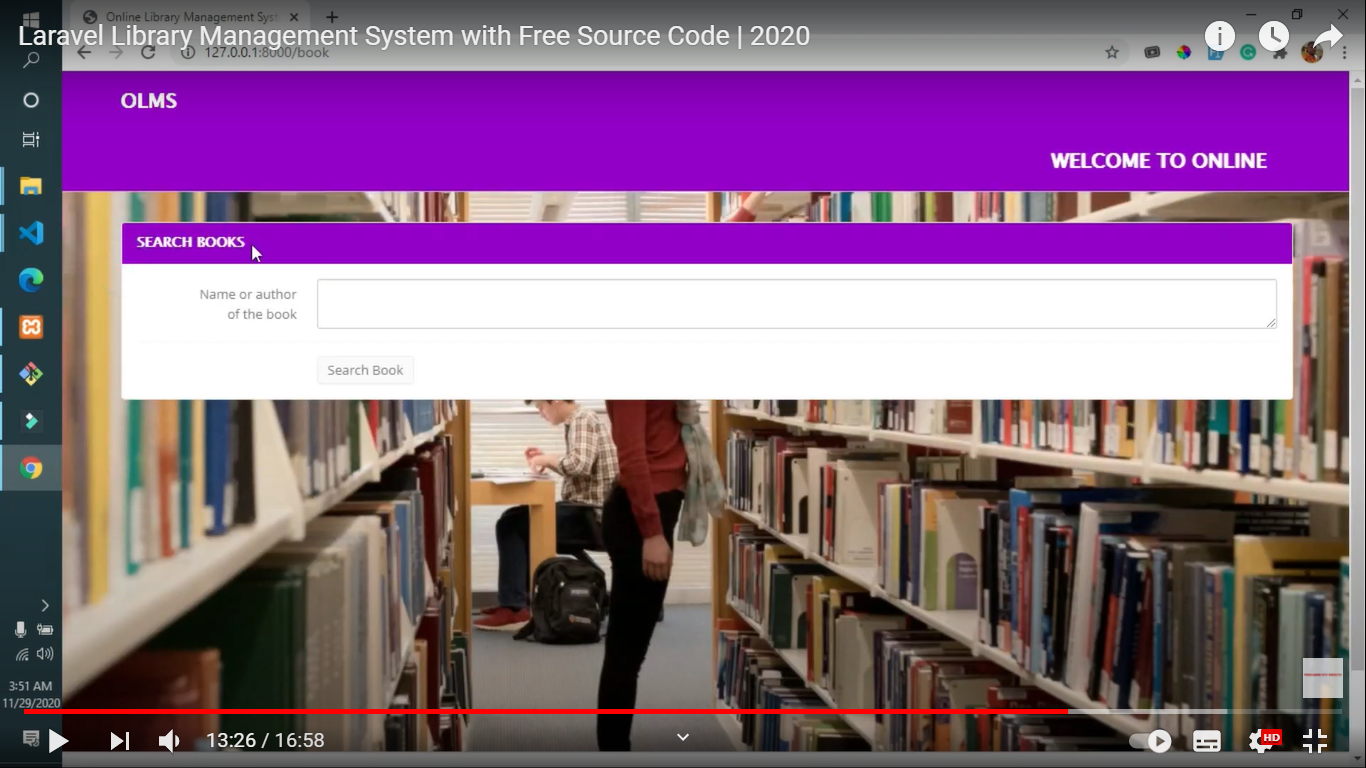 Online Library Management Syst
Laravel Library Management System with Free Source Code | 2020
127.0.0.1:8000/book
OLMS
WELCOME TO ONLINE
SEARCH BOOKS
Name or author
of the book
Search Book
3:51 AM
11/29/2020
13:26 / 16:58
HD